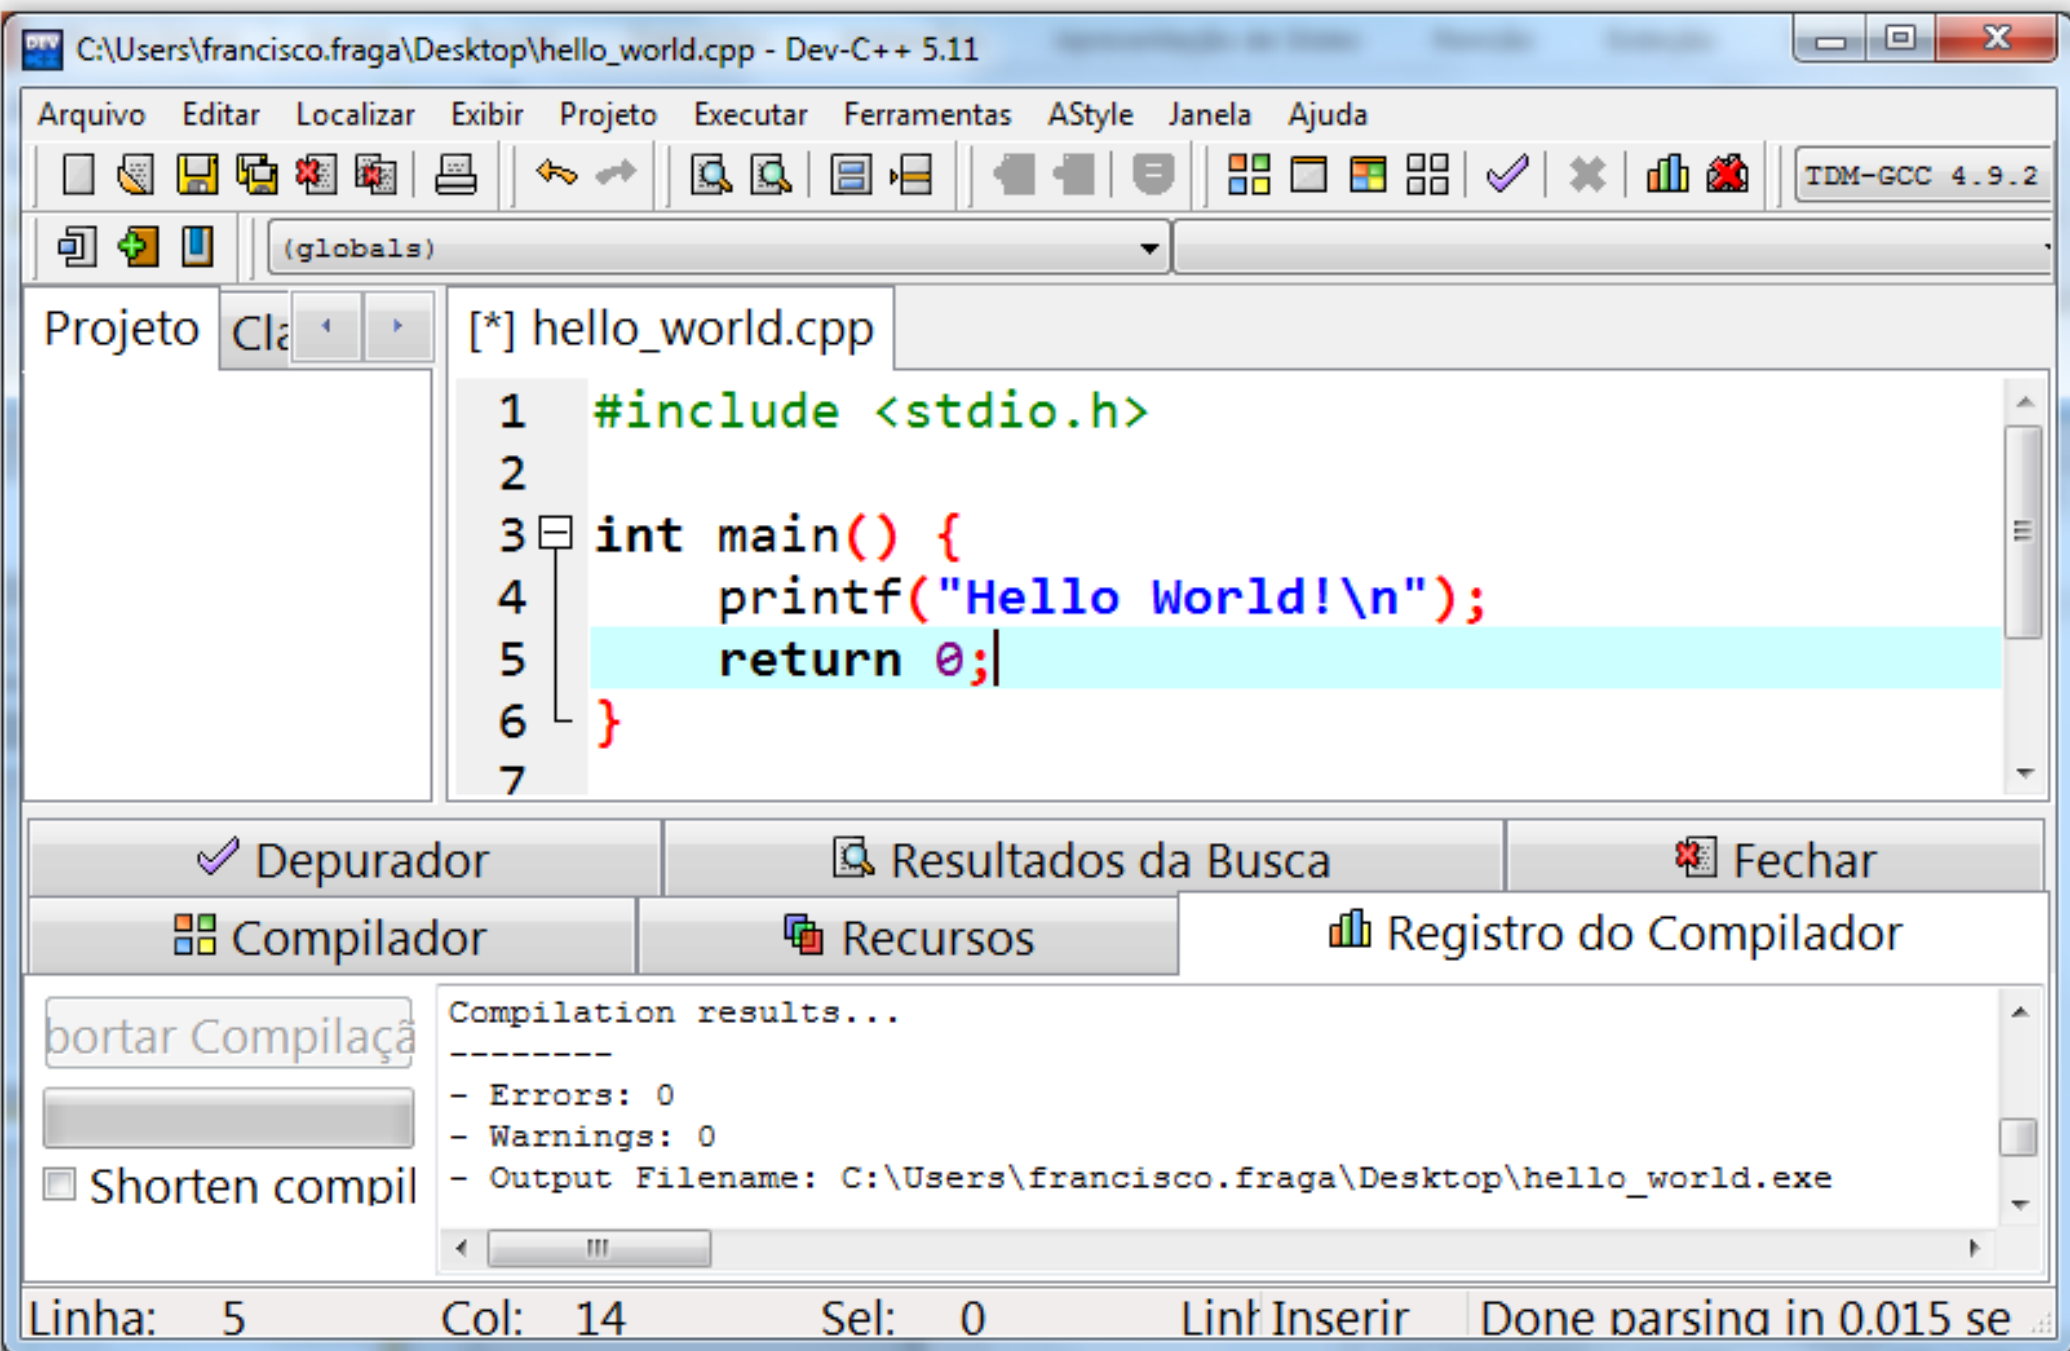 C:\Users\francisco.fraga\Desktop\hello_world.cpp - Dev-C++ 5.11
Arquivo Editar Localizar Exibir Projeto Executar Ferramentas AStyle Janela Ajuda
TDM-GCC 4.9.2
(globals)
Projeto Cla [*] hello_world.cpp
1 #include <stdio.h>
2
3 int main() {
4 printf("Hello World!\n");
5 return 0;
6 }
7
Depurador Resultados da Busca Fechar
Compilador Recursos Registro do Compilador
bortar Compilaçã
Shorten compil
Compilation results...
--------
- Errors: 0
- Warnings: 0
- Output Filename: C:\Users\francisco.fraga\Desktop\hello_world.exe
Linha: 5 Col: 14 Sel: 0 Linh Inserir Done parsing in 0.015 se